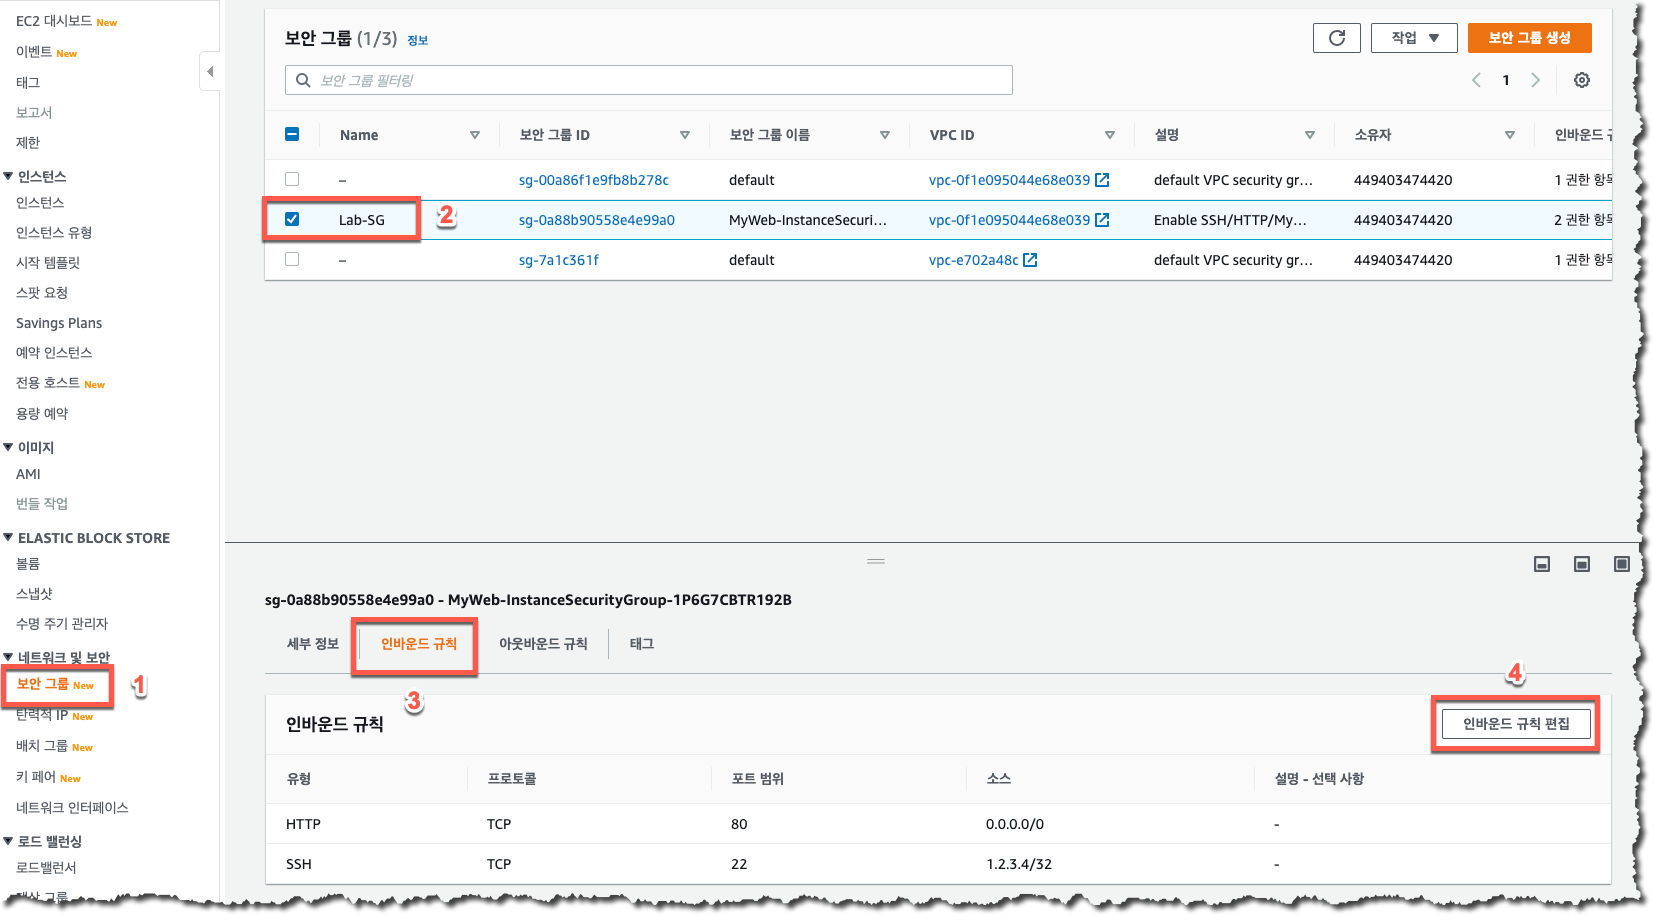 EC2 대시보드 New
이벤트 New
태그
보고서
제한
인스턴스
인스턴스
인스턴스 유형
시작 템플릿
스팟 요청
Savings Plans
예약 인스턴스
전용 호스트 New
용량 예약
이미지
AMI
번들 작업
ELASTIC BLOCK STORE
볼륨
스냅샷
수명 주기 관리자
네트워크 및 보안
보안 그룹 New
1
탄력적 IP New
배치 그룹 New
키 페어 New
네트워크 인터페이스
로드 밸런싱
로드밸런서
보안 그룹 (1/3) 정보
작업
보안 그룹 생성
보안 그룹 필터링
1
Name 보안 그룹 ID 보안 그룹 이름 VPC ID 설명 소유자 인바운드
– sg-00a86f1e9fb8b278c default vpc-0f1e095044e68e039 default VPC security gr... 449403474420 1 권한 항목
Lab-SG 2 sg-0a88b90558e4e99a0 MyWeb-InstanceSecuri... vpc-0f1e095044e68e039 Enable SSH/HTTP/My... 449403474420 2 권한 항목
– sg-7a1c361f default vpc-e702a48c default VPC security gr... 449403474420 1 권한 항목
sg-0a88b90558e4e99a0 - MyWeb-InstanceSecurityGroup-1P6G7CBTR192B
세부 정보 인바운드 규칙 아웃바운드 규칙 태그
3
4
인바운드 규칙
인바운드 규칙 편집
유형 프로토콜 포트 범위 소스 설명 - 선택 사항
HTTP TCP 80 0.0.0.0/0 -
SSH TCP 22 1.2.3.4/32 -